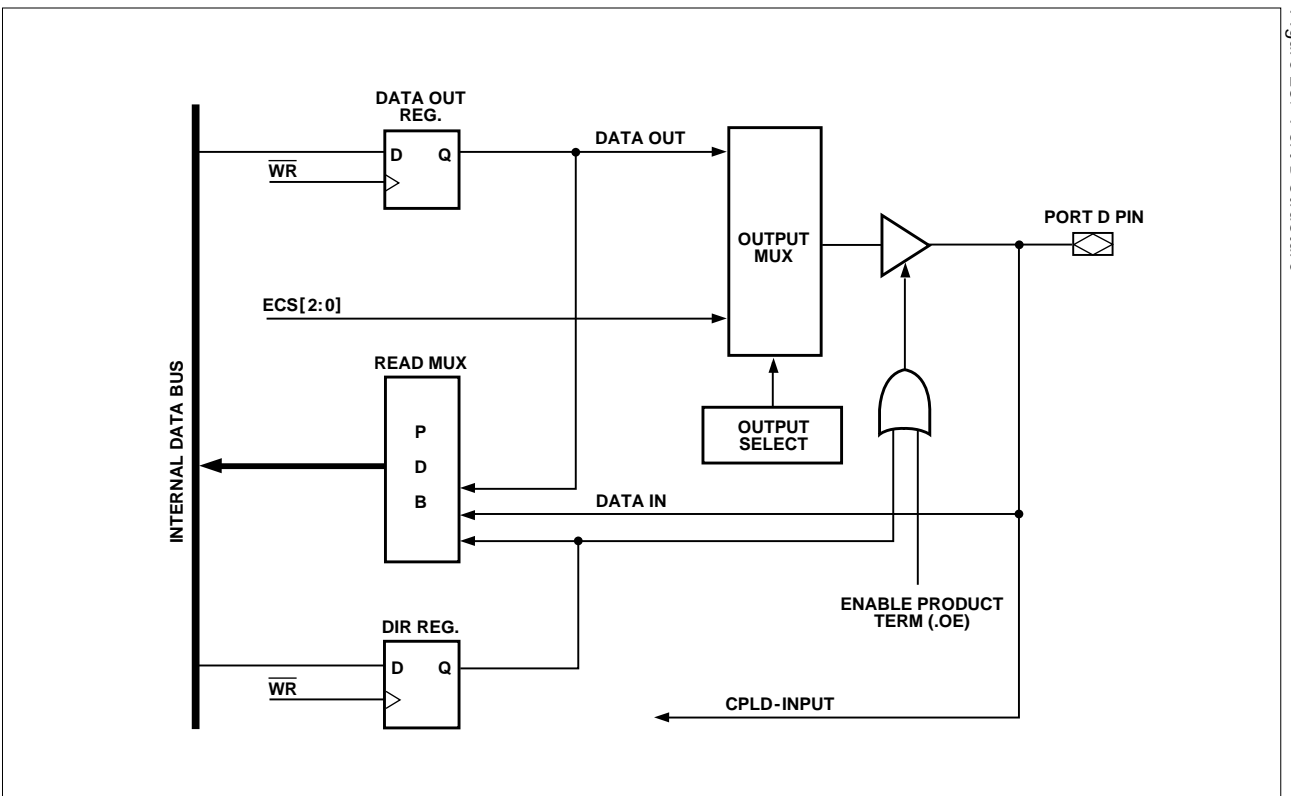 DATA OUT
REG.
D Q
WR
DATA OUT
OUTPUT
MUX
PORT D PIN
ECS[2:0]
READ MUX
P
D
B
INTERNAL DATA BUS
OUTPUT
SELECT
DATA IN
ENABLE PRODUCT
TERM (.OE)
DIR REG.
D Q
WR
CPLD-INPUT